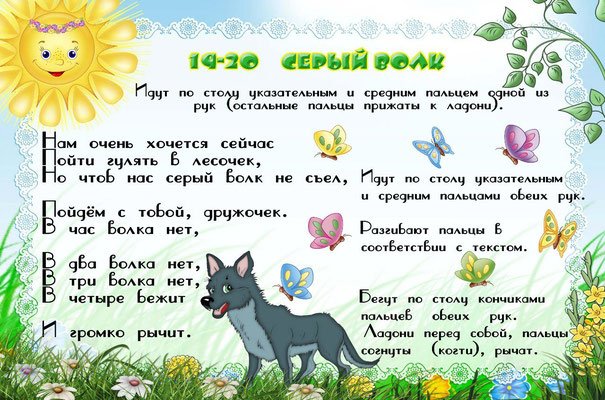 19-20 СЕРЫЙ ВОЛК
Идут по столу указательным и средним пальцем одной из
рук (остальные пальцы прижаты к ладони).
Нам очень хочется сейчас
Пойти гулять в лесочек,
Но чтоб нас серый волк не съел,
Пойдём с тобой, дружочек.
В час волка нет,
В два волка нет,
В три волка нет,
В четыре бежит
И громко рычит.
Идут по столу указательным
и средним пальцами обеих рук.
Разгибают пальцы в
соответствии с текстом.
Бегут по столу кончиками
пальцев обеих рук.
Ладони перед собой, пальцы
согнуты (когти), рычат.